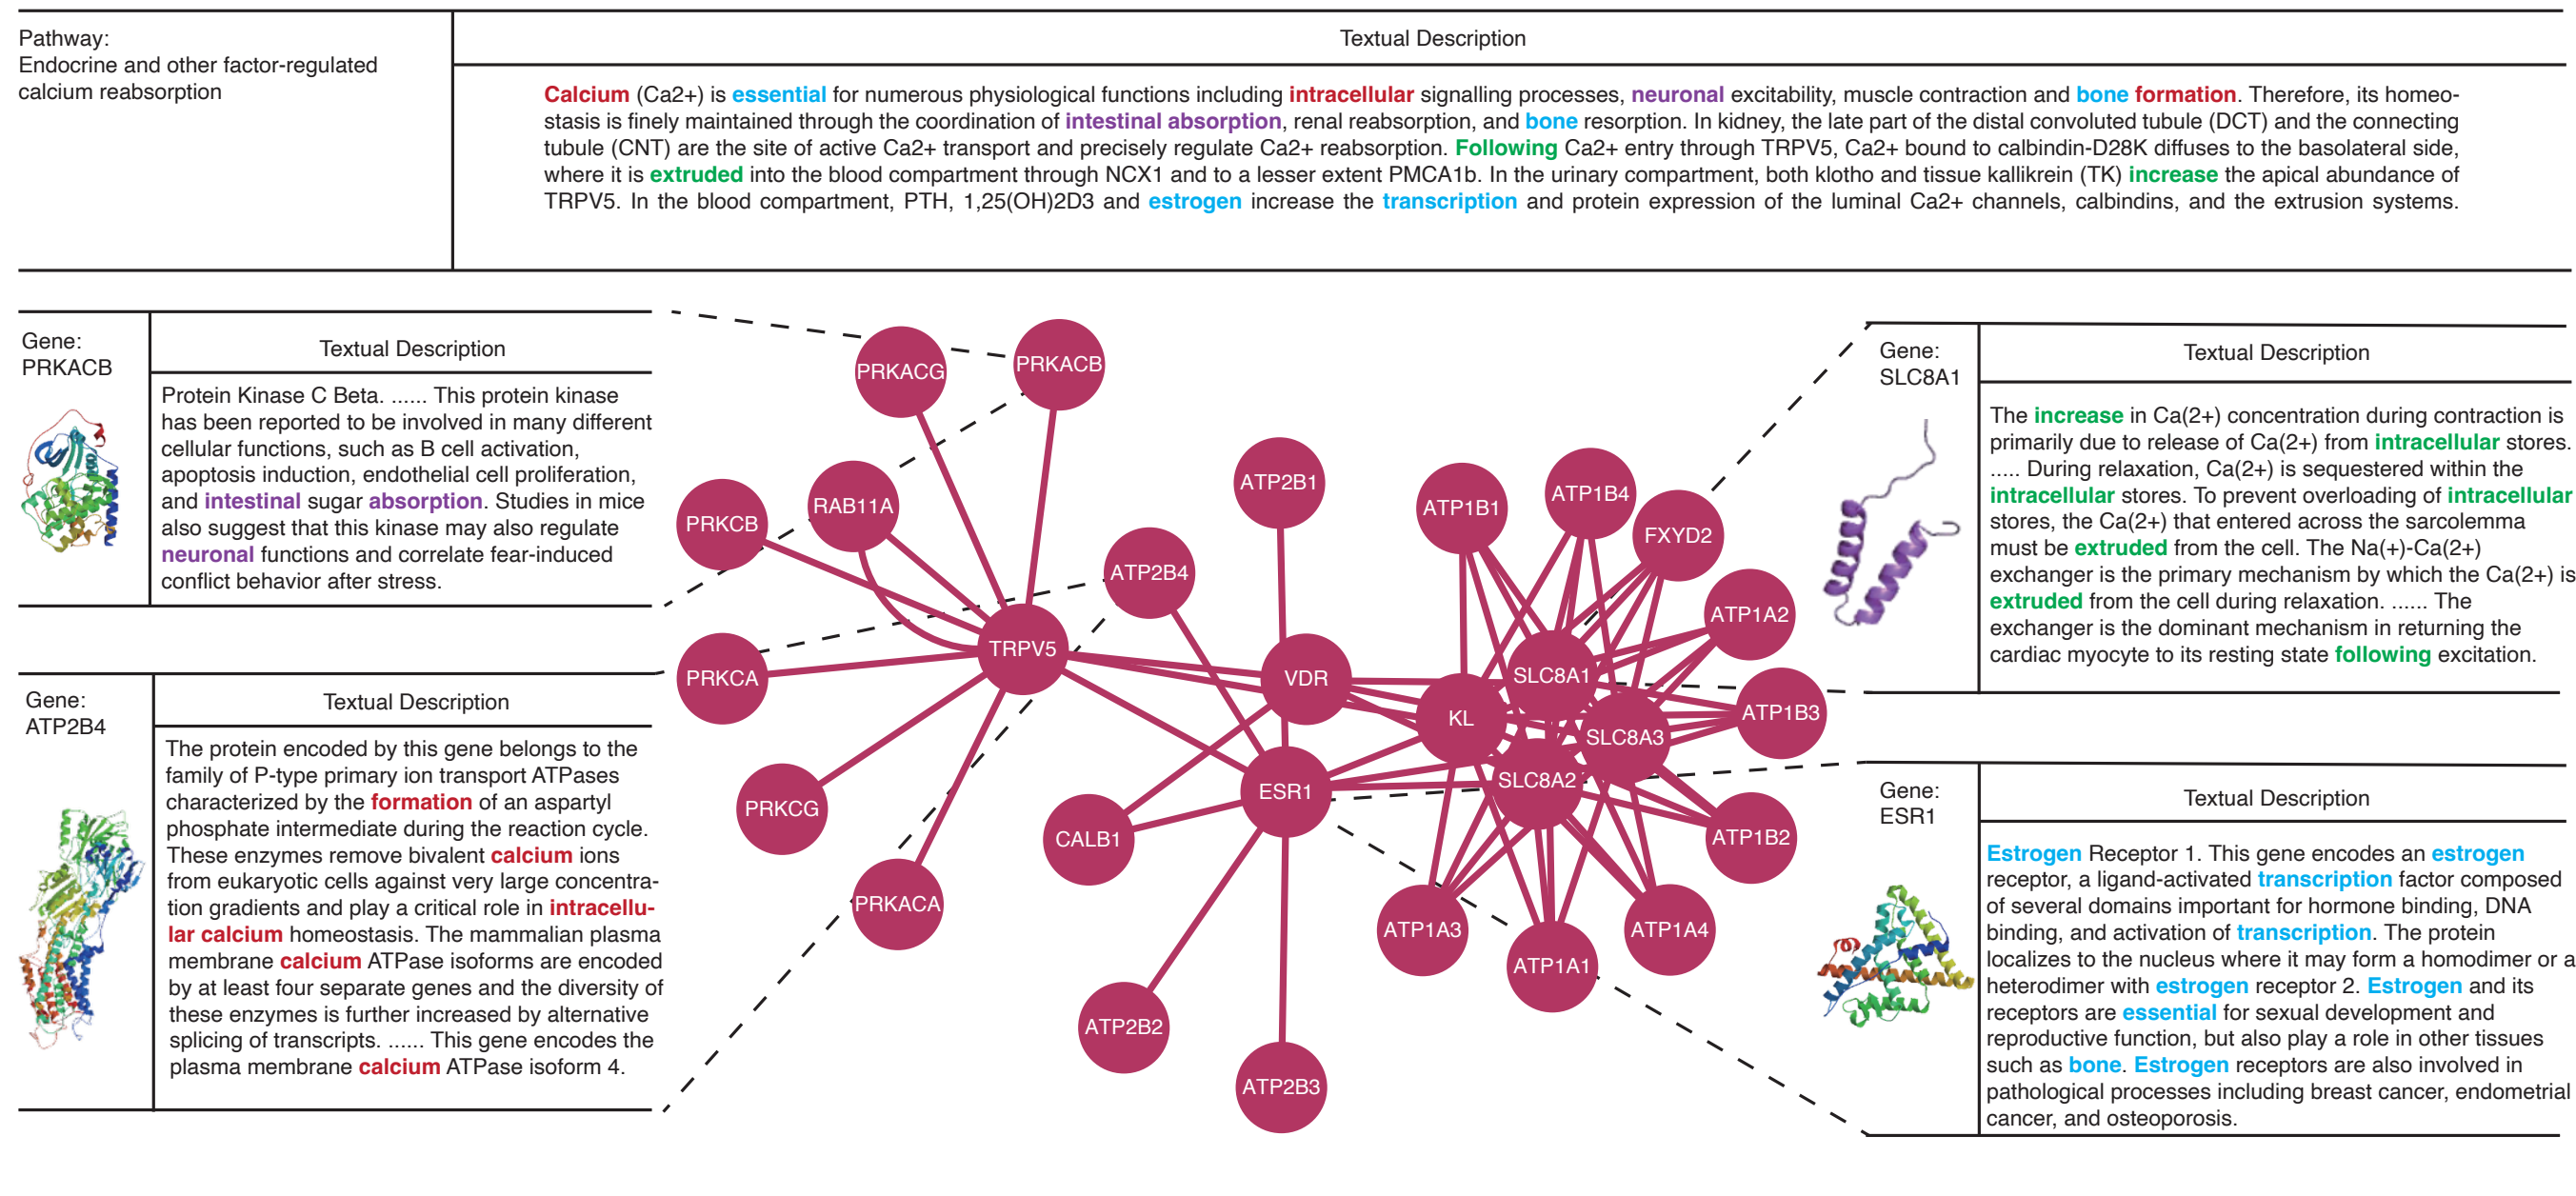 Pathway:
Endocrine and other factor-regulated
calcium reabsorption
Textual Description
Calcium (Ca2+) is essential for numerous physiological functions including intracellular signalling processes, neuronal excitability, muscle contraction and bone formation. Therefore, its homeo-
stasis is finely maintained through the coordination of intestinal absorption, renal reabsorption, and bone resorption. In kidney, the late part of the distal convoluted tubule (DCT) and the connecting
tubule (CNT) are the site of active Ca2+ transport and precisely regulate Ca2+ reabsorption. Following Ca2+ entry through TRPV5, Ca2+ bound to calbindin-D28K diffuses to the basolateral side,
where it is extruded into the blood compartment through NCX1 and to a lesser extent PMCA1b. In the urinary compartment, both klotho and tissue kallikrein (TK) increase the apical abundance of
TRPV5. In the blood compartment, PTH, 1,25(OH)2D3 and estrogen increase the transcription and protein expression of the luminal Ca2+ channels, calbindins, and the extrusion systems.
Gene:
PRKACB
Textual Description
Protein Kinase C Beta. ...... This protein kinase
has been reported to be involved in many different
cellular functions, such as B cell activation,
apoptosis induction, endothelial cell proliferation,
and intestinal sugar absorption. Studies in mice
also suggest that this kinase may also regulate
neuronal functions and correlate fear-induced
conflict behavior after stress.
Gene:
ATP2B4
Textual Description
The protein encoded by this gene belongs to the
family of P-type primary ion transport ATPases
characterized by the formation of an aspartyl
phosphate intermediate during the reaction cycle.
These enzymes remove bivalent calcium ions
from eukaryotic cells against very large concentra-
tion gradients and play a critical role in intracellu-
lar calcium homeostasis. The mammalian plasma
membrane calcium ATPase isoforms are encoded
by at least four separate genes and the diversity of
these enzymes is further increased by alternative
splicing of transcripts. ...... This gene encodes the
plasma membrane calcium ATPase isoform 4.
PRKACG
PRKACB
PRKCB
RAB11A
ATP2B1
ATP2B4
ATP1B1
ATP1B4
FXYD2
ATP1A2
TRPV5
PRKCA
VDR
SLC8A1
KL
SLC8A3
ATP1B3
SLC8A2
ESR1
PRKCG
CALB1
ATP1B2
PRKACA
ATP1A3
ATP1A4
ATP1A1
ATP2B2
ATP2B3
Gene:
SLC8A1
Textual Description
The increase in Ca(2+) concentration during contraction is
primarily due to release of Ca(2+) from intracellular stores.
..... During relaxation, Ca(2+) is sequestered within the
intracellular stores. To prevent overloading of intracellular
stores, the Ca(2+) that entered across the sarcolemma
must be extruded from the cell. The Na(+)-Ca(2+)
exchanger is the primary mechanism by which the Ca(2+) is
extruded from the cell during relaxation. ...... The
exchanger is the dominant mechanism in returning the
cardiac myocyte to its resting state following excitation.
Gene:
ESR1
Textual Description
Estrogen Receptor 1. This gene encodes an estrogen
receptor, a ligand-activated transcription factor composed
of several domains important for hormone binding, DNA
binding, and activation of transcription. The protein
localizes to the nucleus where it may form a homodimer or a
heterodimer with estrogen receptor 2. Estrogen and its
receptors are essential for sexual development and
reproductive function, but also play a role in other tissues
such as bone. Estrogen receptors are also involved in
pathological processes including breast cancer, endometrial
cancer, and osteoporosis.